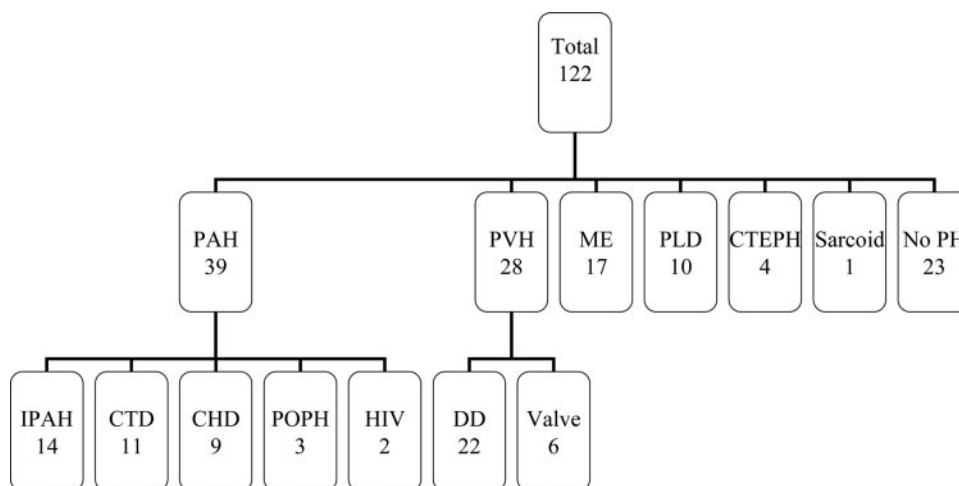 Total
122
PAH
39
PVH
28
ME
17
PLD
10
CTEPH
4
Sarcoid
1
No PH
23
IPAH
14
CTD
11
CHD
9
POPH
3
HIV
2
DD
22
Valve
6